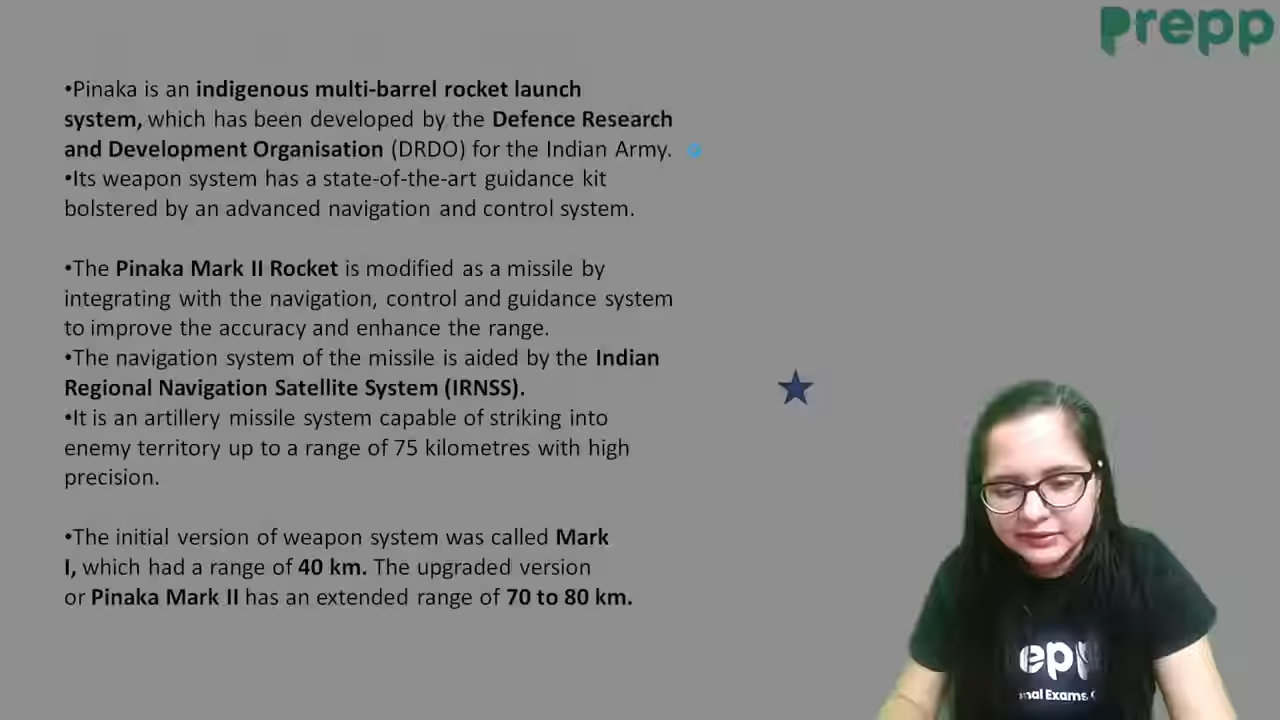 prepp
•Pinaka is an indigenous multi-barrel rocket launch
system, which has been developed by the Defence Research
and Development Organisation (DRDO) for the Indian Army.
•Its weapon system has a state-of-the-art guidance kit
bolstered by an advanced navigation and control system.
•The Pinaka Mark II Rocket is modified as a missile by
integrating with the navigation, control and guidance system
to improve the accuracy and enhance the range.
•The navigation system of the missile is aided by the Indian
Regional Navigation Satellite System (IRNSS).
•It is an artillery missile system capable of striking into
enemy territory up to a range of 75 kilometres with high
precision.
•The initial version of weapon system was called Mark
I, which had a range of 40 km. The upgraded version
or Pinaka Mark II has an extended range of 70 to 80 km.
ep
nal Exams